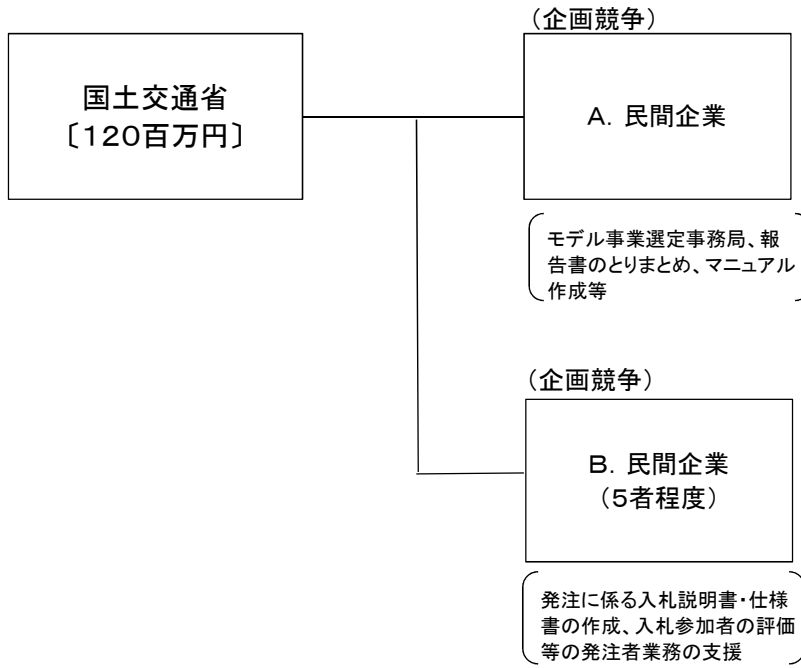 国土交通省
〔120百万円〕
(企画競争)
A．民間企業
モデル事業選定事務局、報
告書のとりまとめ、マニュアル
作成等
(企画競争)
B．民間企業
(5者程度)
発注に係る入札説明書・仕様
書の作成、入札参加者の評価
等の発注者業務の支援